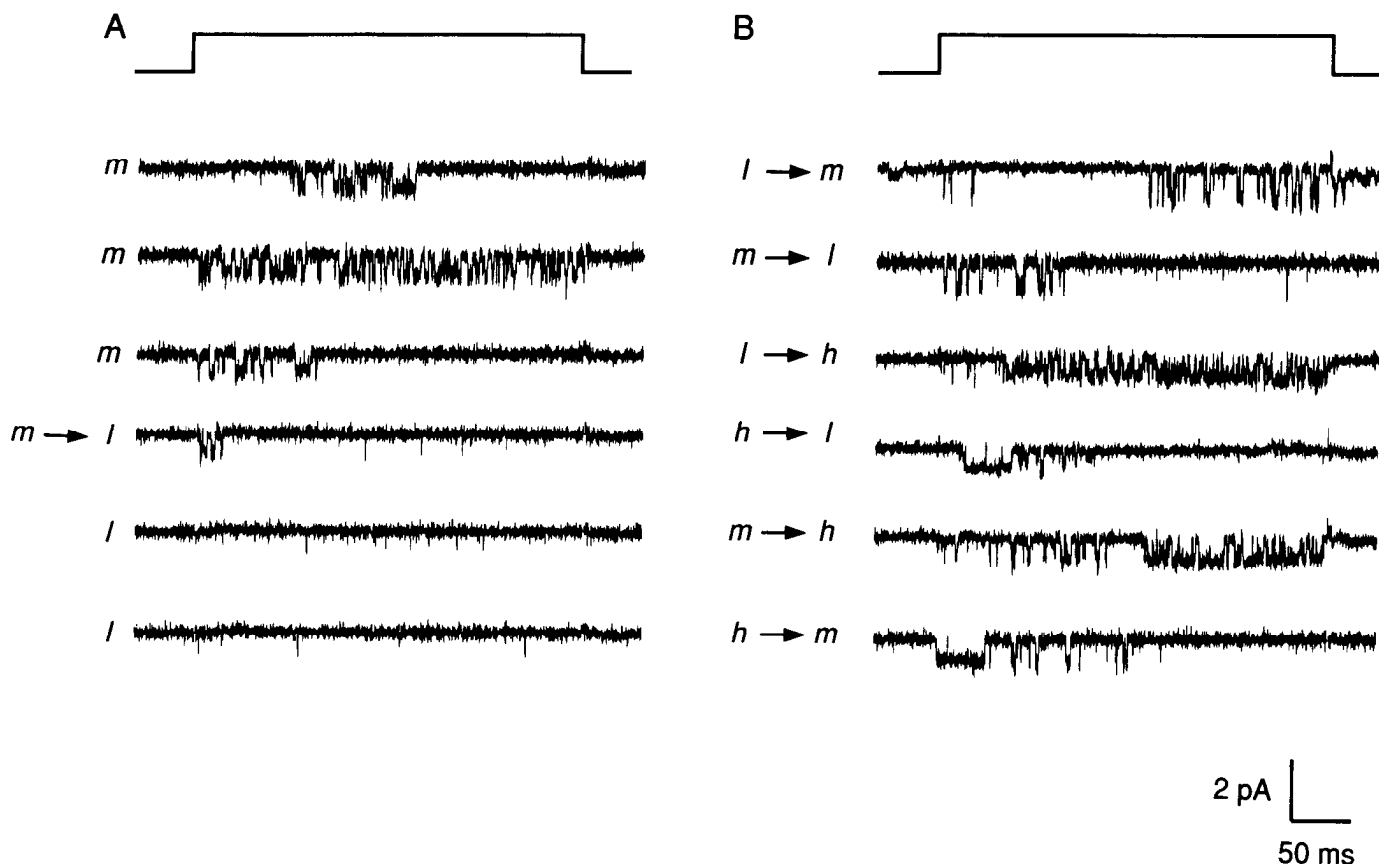 A
m
m
m
m → l
l
l
B
l → m
m → l
l → h
h → l
m → h
h → m
2 pA
50 ms